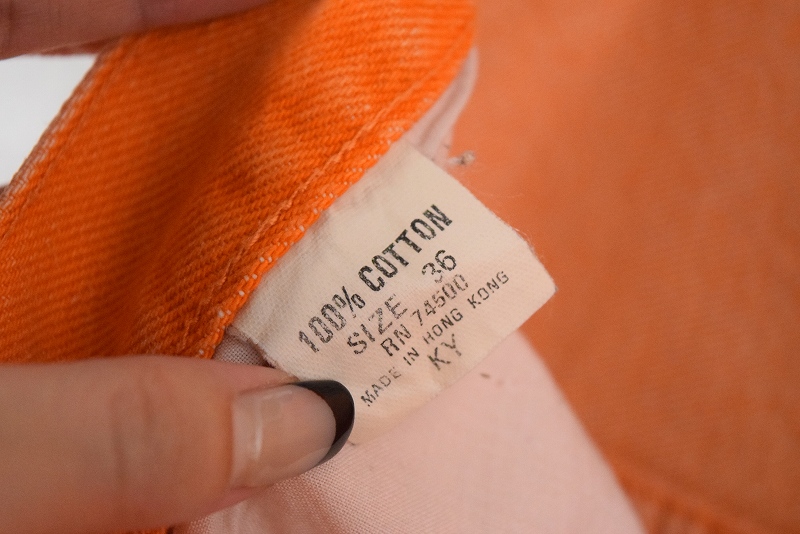 100% COTTON
SIZE 36
RN 74500
MADE IN HONG KONG
KY